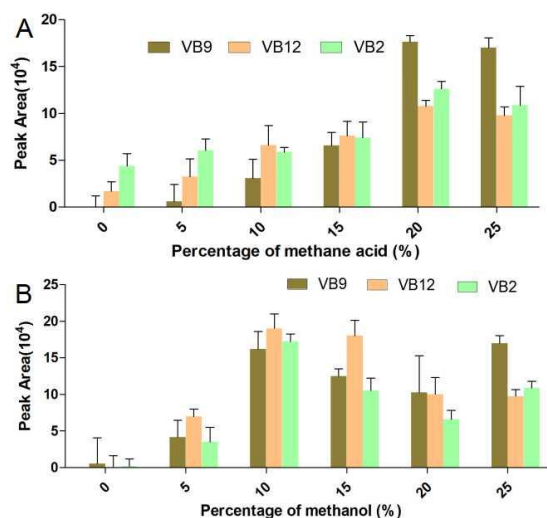 A
VB9 VB12 VB2
Peak Area(10⁴)
20
15
10
5
0
0 5 10 15 20 25
Percentage of methane acid (%)
B
VB9 VB12 VB2
Peak Area(10⁴)
25
20
15
10
5
0
0 5 10 15 20 25
Percentage of methanol (%)